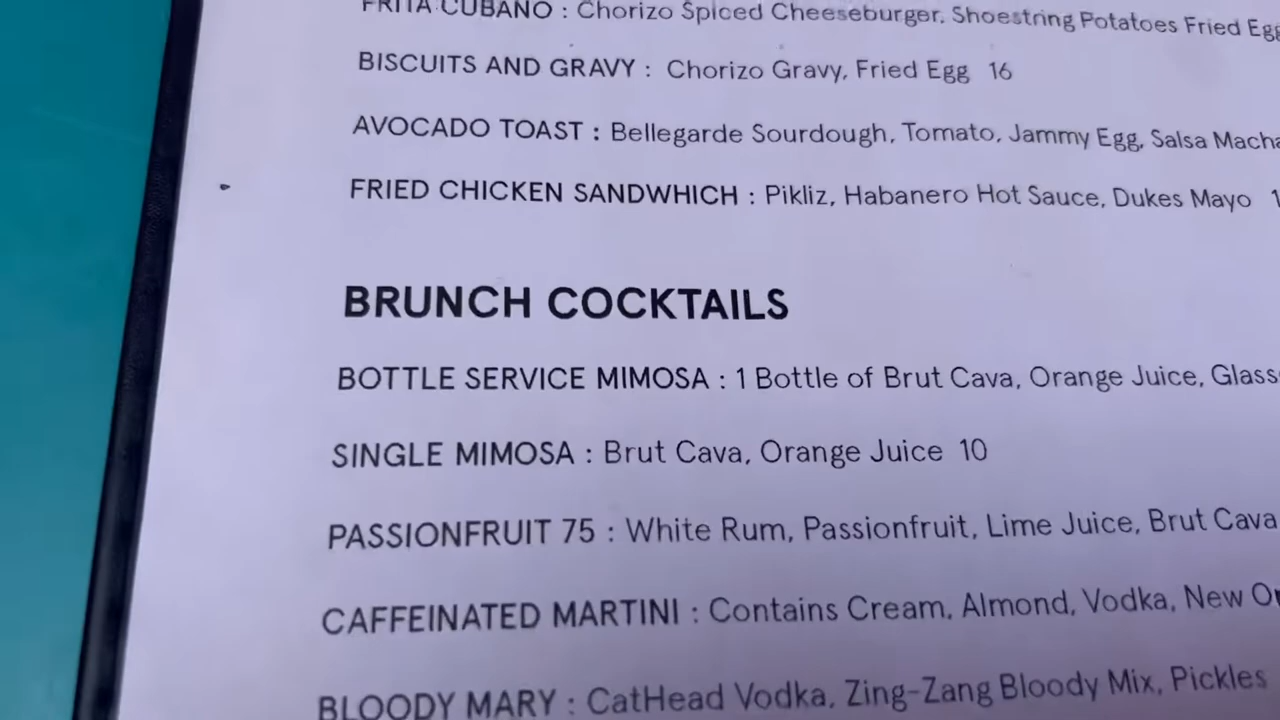 FRITA CUBANO : Chorizo Spiced Cheeseburger, Shoestring Potatoes Fried Egg
BISCUITS AND GRAVY : Chorizo Gravy, Fried Egg 16
AVOCADO TOAST : Bellegarde Sourdough, Tomato, Jammy Egg, Salsa Macha
FRIED CHICKEN SANDWHICH : Pikliz, Habanero Hot Sauce, Dukes Mayo
BRUNCH COCKTAILS
BOTTLE SERVICE MIMOSA : 1 Bottle of Brut Cava, Orange Juice,
SINGLE MIMOSA : Brut Cava, Orange Juice 10
PASSIONFRUIT 75 : White Rum, Passionfruit, Lime Juice, Brut Cava
CAFFEINATED MARTINI : Contains Cream, Almond, Vodka, New
BLOODY MARY : CatHead Vodka, Zing-Zang Bloody Mix, Pickles